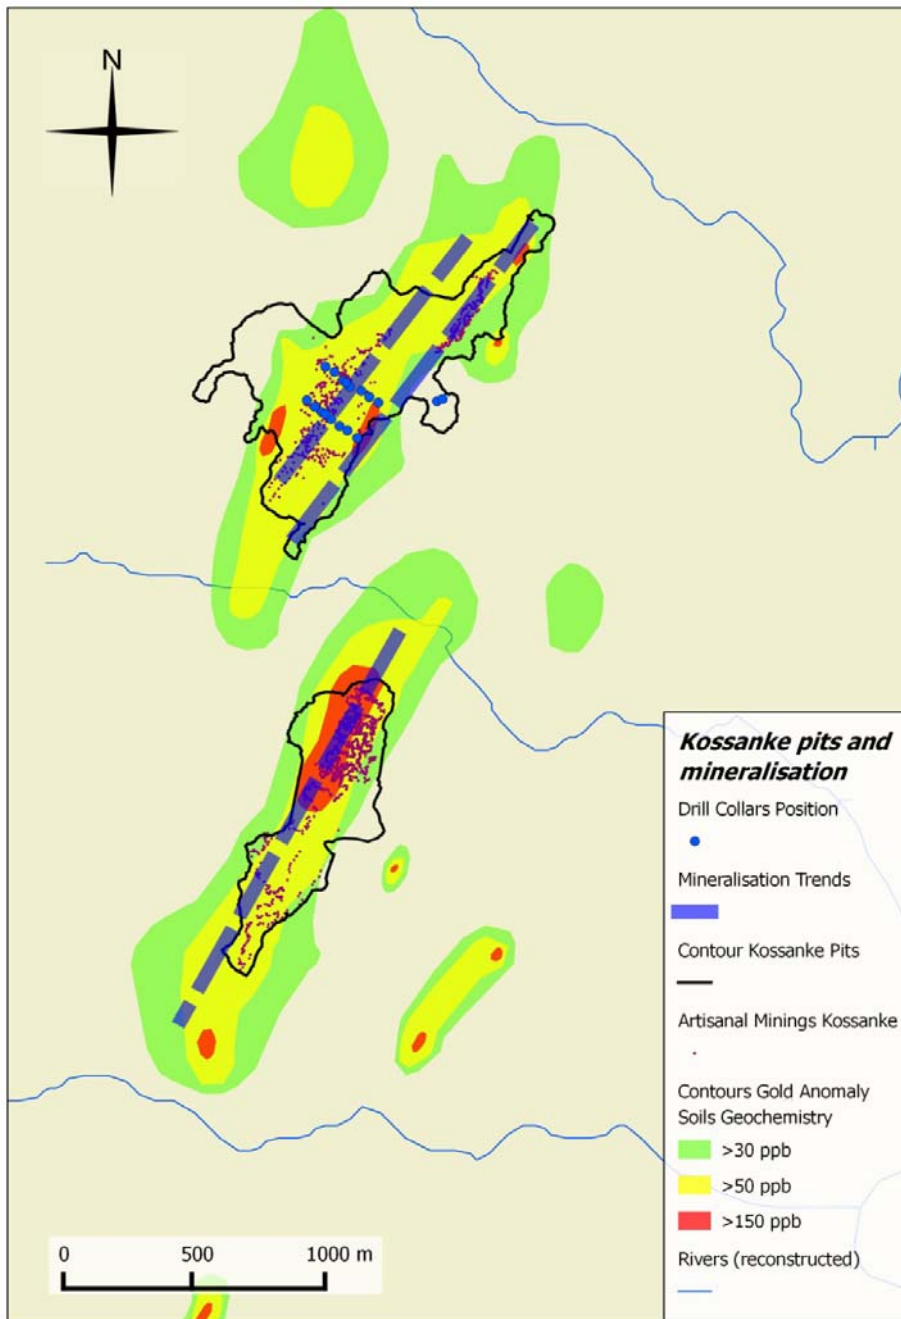 N
Kossanke pits and
mineralisation
Drill Collars Position
Mineralisation Trends
Contour Kossanke Pits
Artisanal Minings Kossanke
Contours Gold Anomaly
Soils Geochemistry
>30 ppb
>50 ppb
>150 ppb
Rivers (reconstructed)
0 500 1000 m